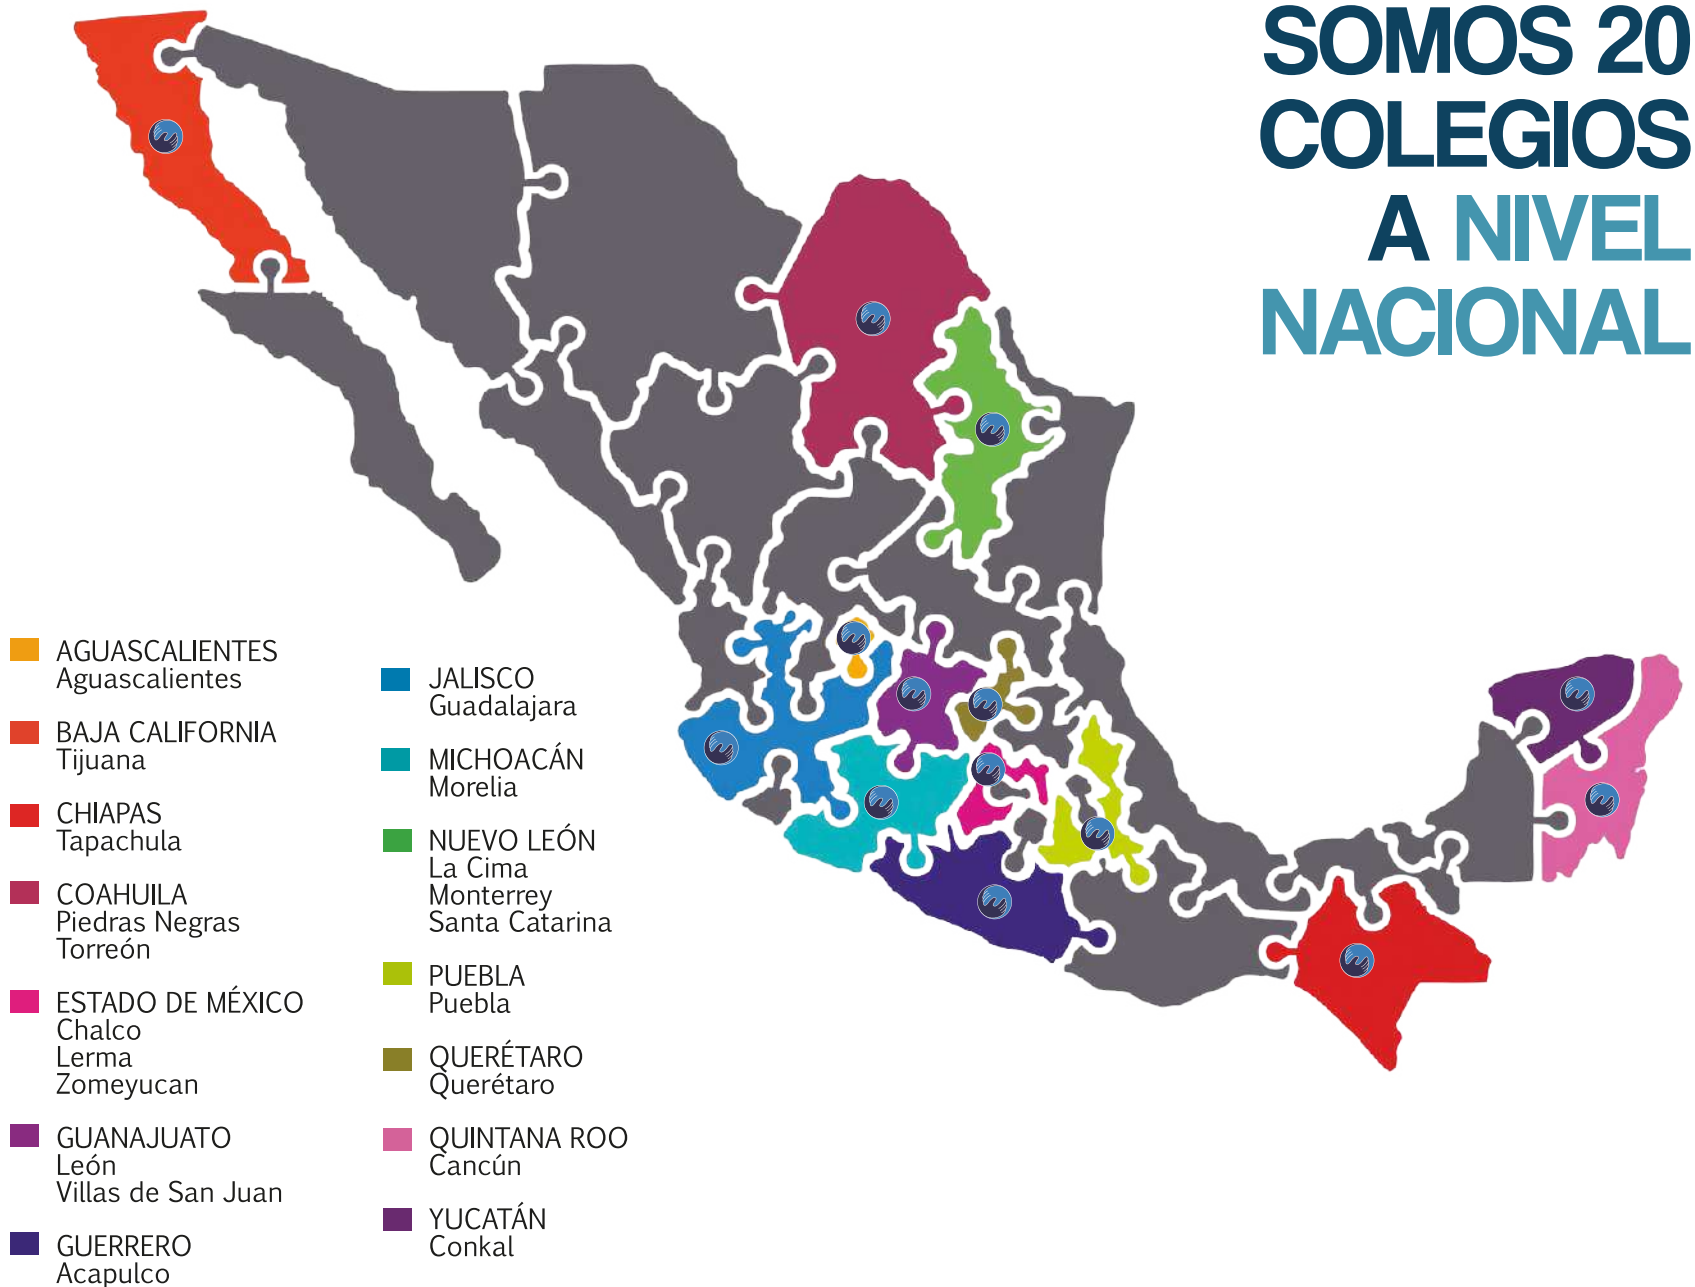 SOMOS 20
COLEGIOS
A NIVEL
NACIONAL
AGUASCALIENTES
Aguascalientes
BAJA CALIFORNIA
Tijuana
CHIAPAS
Tapachula
COAHUILA
Piedras Negras
Torreón
ESTADO DE MÉXICO
Chalco
Lerma
Zomeyucan
GUANAJUATO
León
Villas de San Juan
GUERRERO
Acapulco
JALISCO
Guadalajara
MICHOACÁN
Morelia
NUEVO LEÓN
La Cima
Monterrey
Santa Catarina
PUEBLA
Puebla
QUERÉTARO
Querétaro
QUINTANA ROO
Cancún
YUCATÁN
Conkal